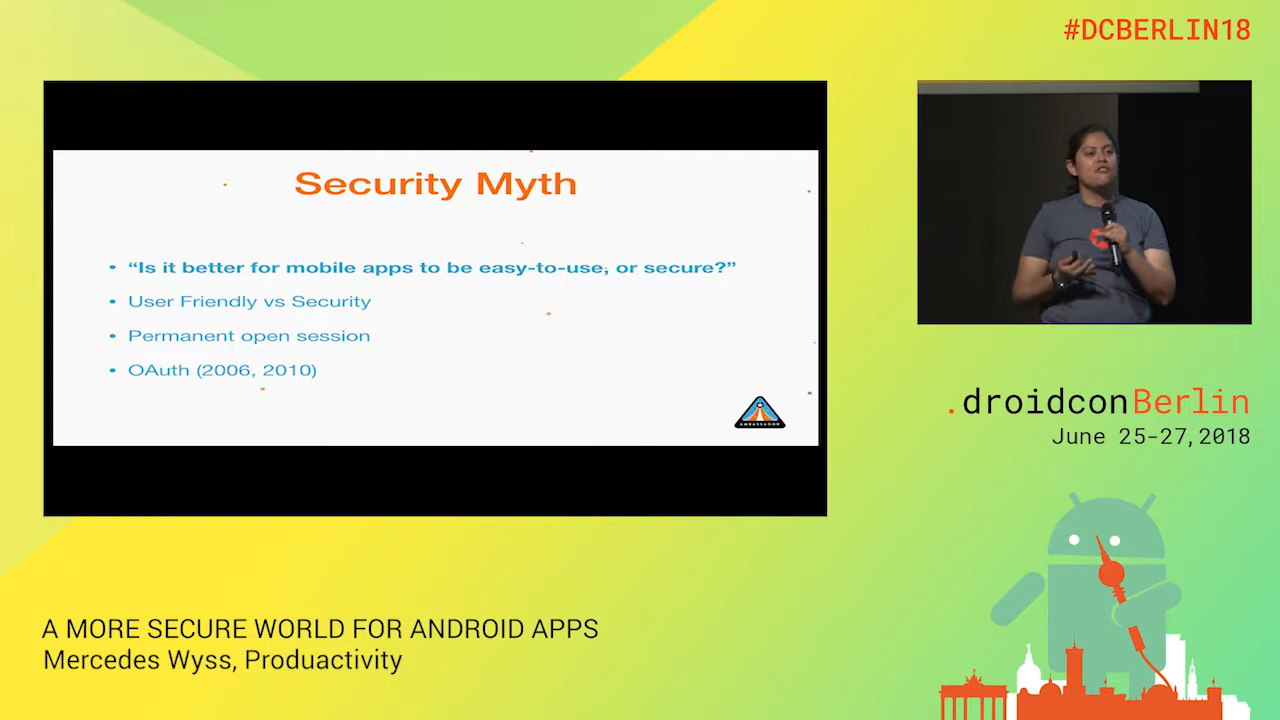 #DCBERLIN18
Security Myth
• “Is it better for mobile apps to be easy-to-use, or secure?”
• User Friendly vs Security
• Permanent open session
• OAuth (2006, 2010)
AMBASSADOR
.droidconBerlin
June 25-27,2018
A MORE SECURE WORLD FOR ANDROID APPS
Mercedes Wyss, Produactivity